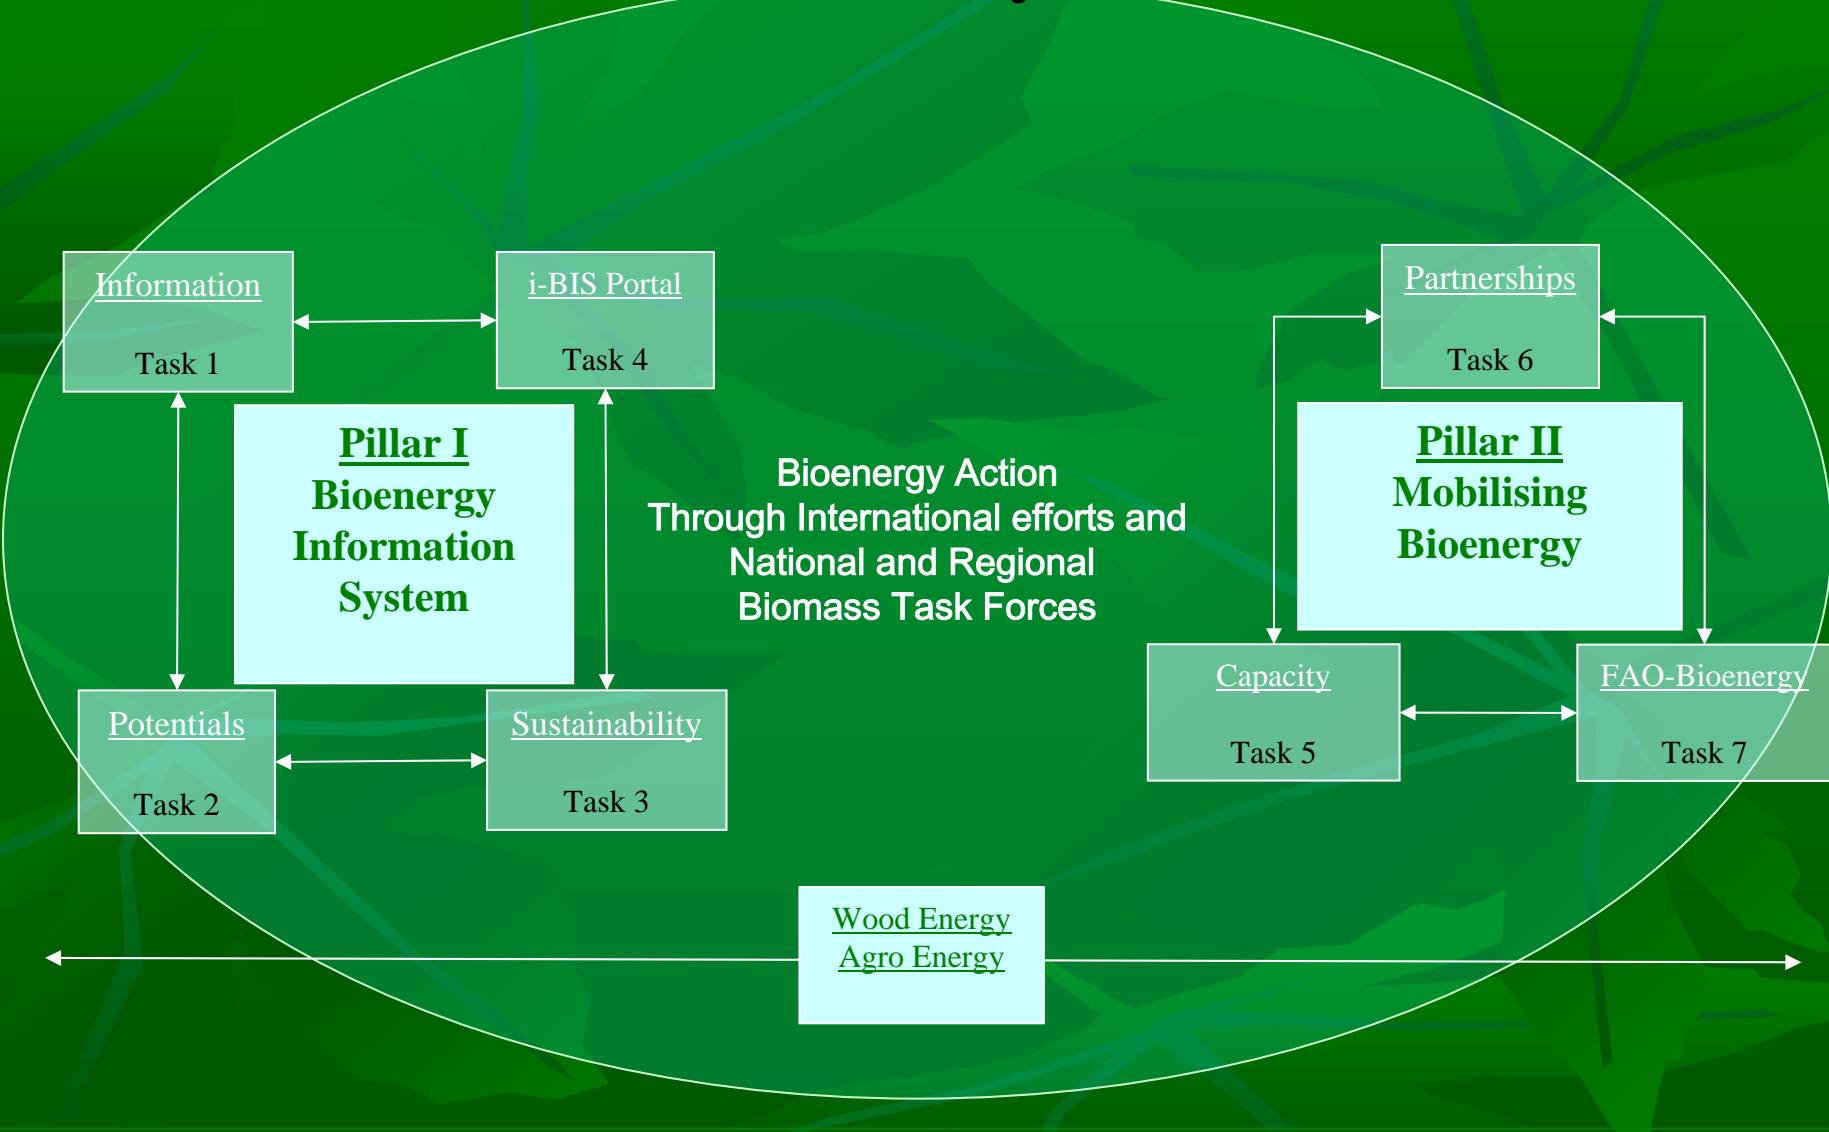 Information
Task 1
i-BIS Portal
Task 4
Partnerships
Task 6
Pillar I
Bioenergy
Information
System
Bioenergy Action
Through International efforts and
National and Regional
Biomass Task Forces
Pillar II
Mobilising
Bioenergy
Potentials
Task 2
Sustainability
Task 3
Capacity
Task 5
FAO-Bioenergy
Task 7
Wood Energy
Agro Energy